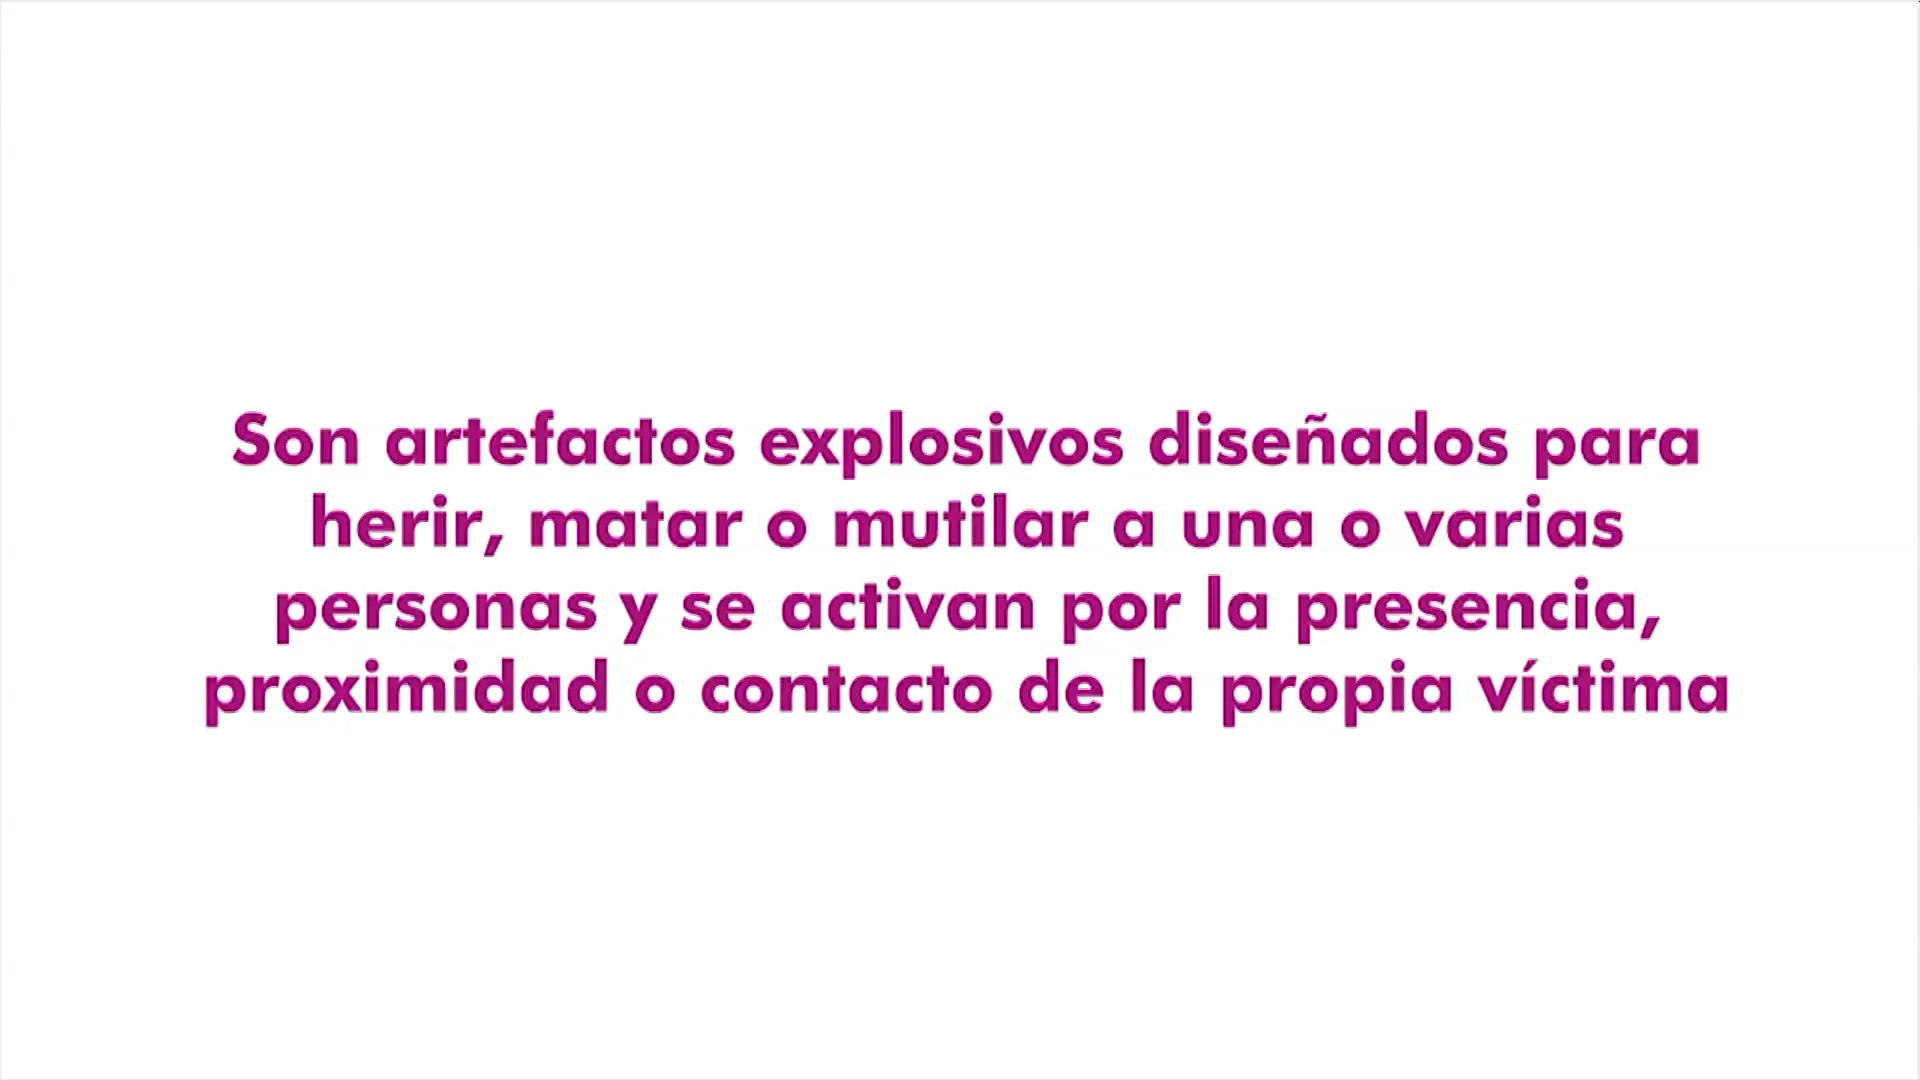 Son artefactos explosivos diseñados para
herir, matar o mutilar a una o varias
personas y se activan por la presencia,
proximidad o contacto de la propia víctima